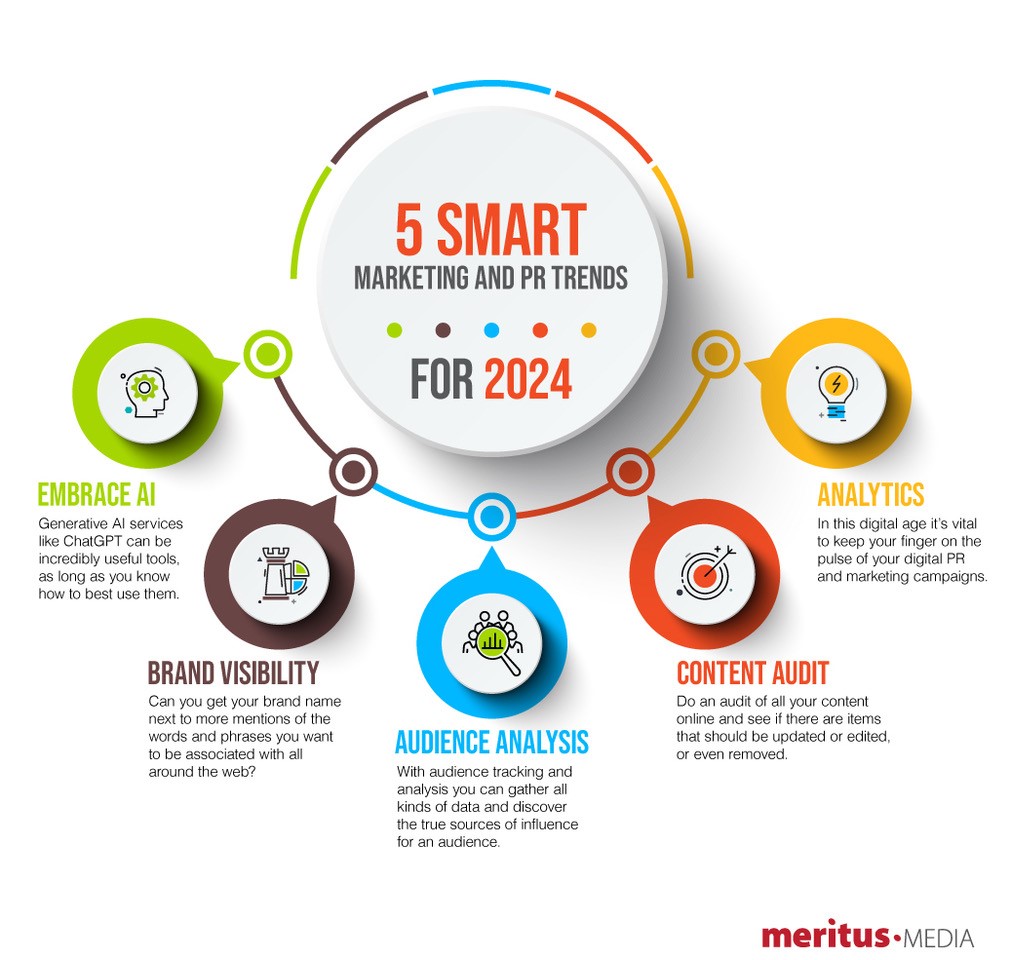 5 SMART
MARKETING AND PR TRENDS
FOR 2024
EMBRACE AI
Generative AI services
like ChatGPT can be
incredibly useful tools,
as long as you know
how to best use them.
BRAND VISIBILITY
Can you get your brand name
next to more mentions of the
words and phrases you want
to be associated with all
around the web?
AUDIENCE ANALYSIS
With audience tracking and
analysis you can gather all
kinds of data and discover
the true sources of influence
for an audience.
CONTENT AUDIT
Do an audit of all your content
online and see if there are items
that should be updated or edited,
or even removed.
ANALYTICS
In this digital age it's vital
to keep your finger on the
pulse of your digital PR
and marketing campaigns.
meritus•MEDIA